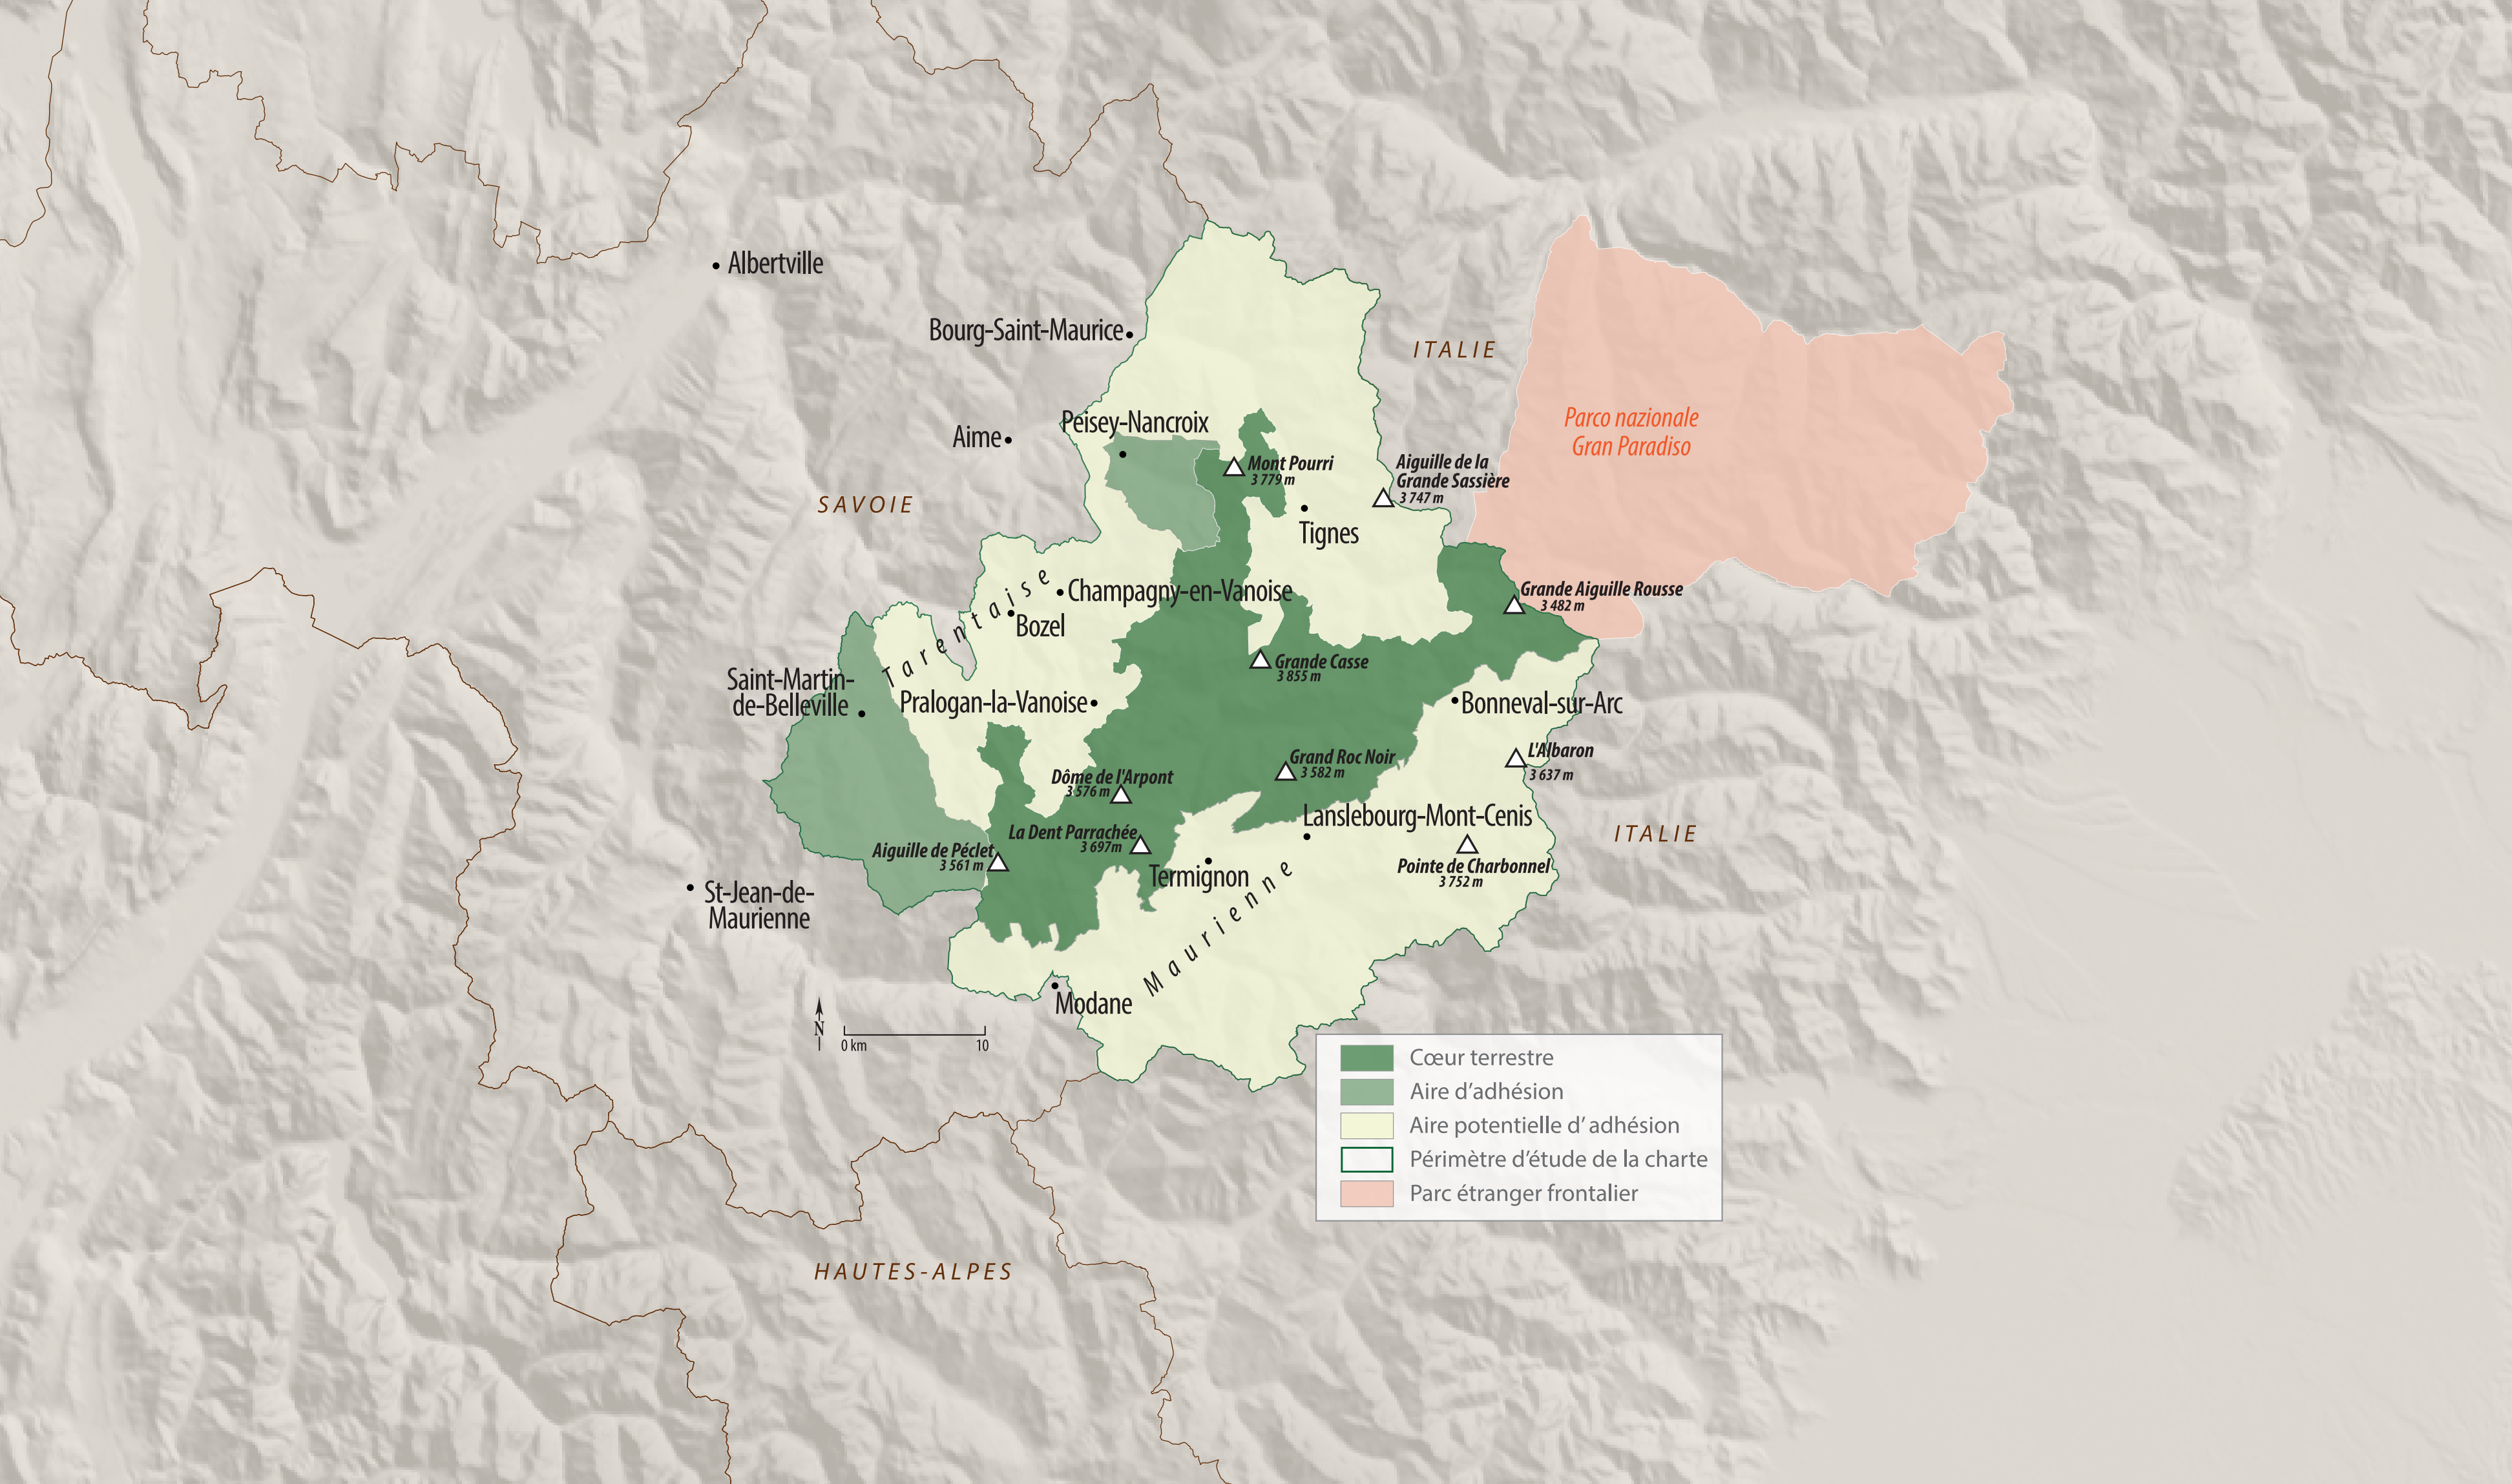 Albertville
Bourg-Saint-Maurice
ITALIE
Aime
Peisey-Nancroix
Parco nazionale
Gran Paradiso
Mont Pourri
3 779 m
Aiguille de la
Grande Sassière
3 747 m
SAVOIE
Tignes
Tarentaise
Champagny-en-Vanoise
Bozel
Grande Aiguille Rousse
3 482 m
Grande Casse
3 855 m
Saint-Martin-
de-Belleville
Pralogan-la-Vanoise
Bonneval-sur-Arc
L'Albaron
3 637 m
Grand Roc Noir
3 582 m
Dôme de l'Arpont
3 576 m
Lanslebourg-Mont-Cenis
La Dent Parrachée
3 697m
Aiguille de Péclet
3 561 m
ITALIE
Pointe de Charbonnel
3 752 m
Termignon
St-Jean-de-
Maurienne
Maurienne
Modane
N
0 km 10
Cœur terrestre
Aire d'adhésion
Aire potentielle d' adhésion
Périmètre d'étude de la charte
Parc étranger frontalier
HAUTES-ALPES